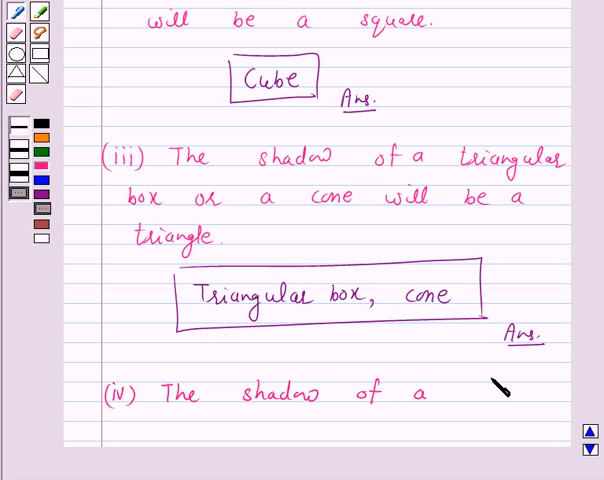 will be a square.
Cube
Ans.
(iii) The shadow of a triangular
box or a cone will be a
triangle.
Triangular box, cone
Ans.
(iv) The shadow of a